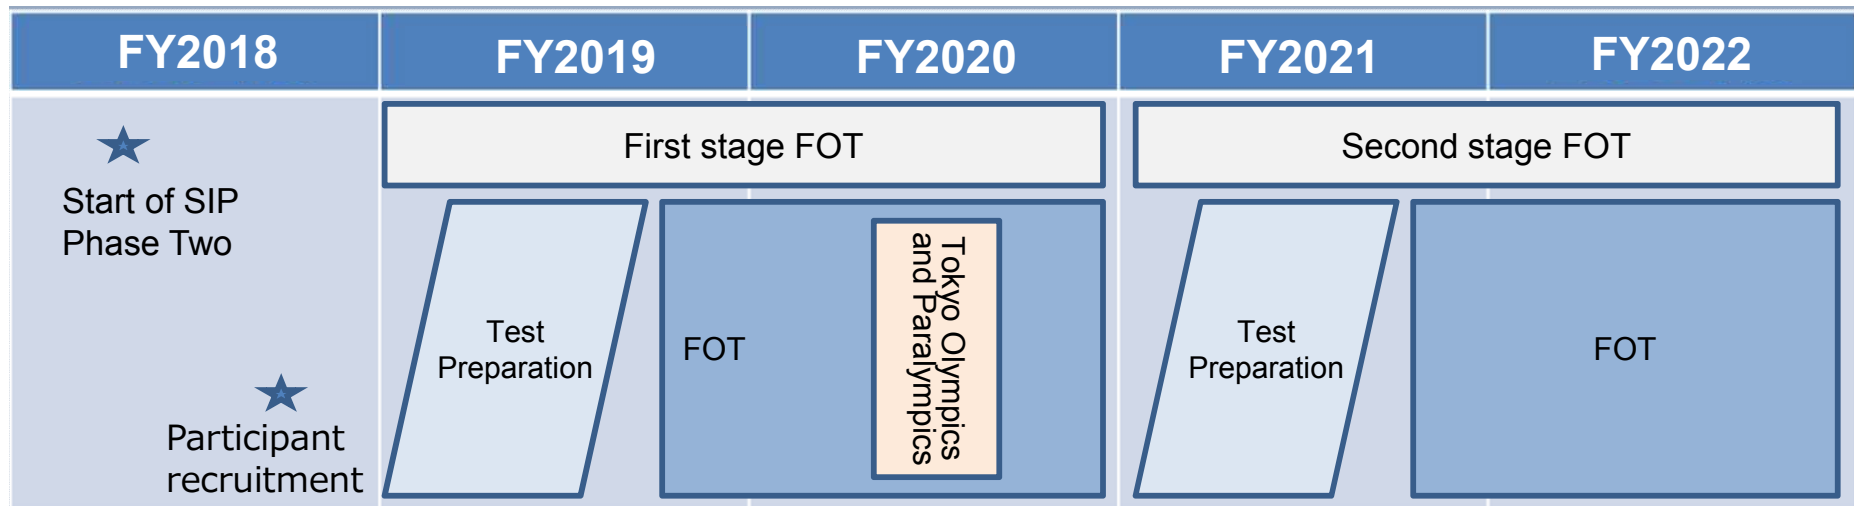 FY2018
FY2019
FY2020
FY2021
FY2022
First stage FOT
Second stage FOT
Start of SIP
Phase Two
Participant
recruitment
Test
Preparation
FOT
Tokyo Olympics
and Paralympics
Test
Preparation
FOT